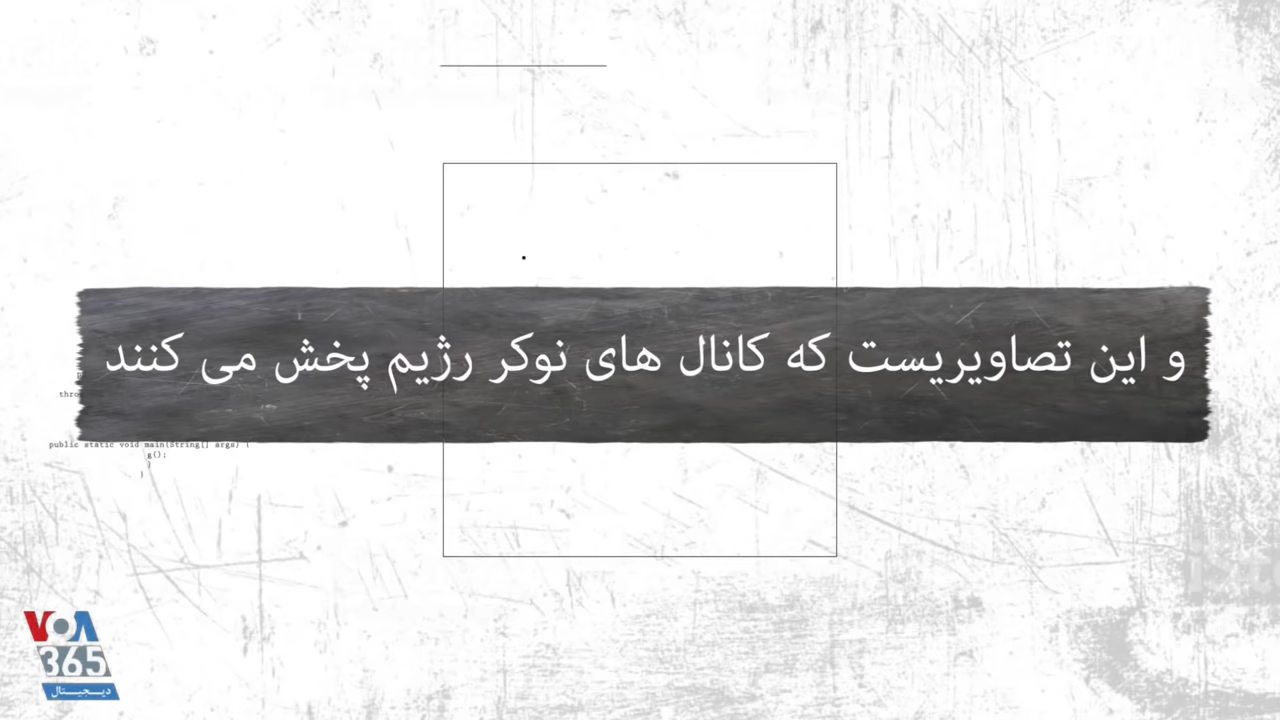 و این تصاویریست که کانال های نوکر رژیم پخش می کنند
public static void main(String[] args) {
g();
}
}
VOA
365
دیجیتال